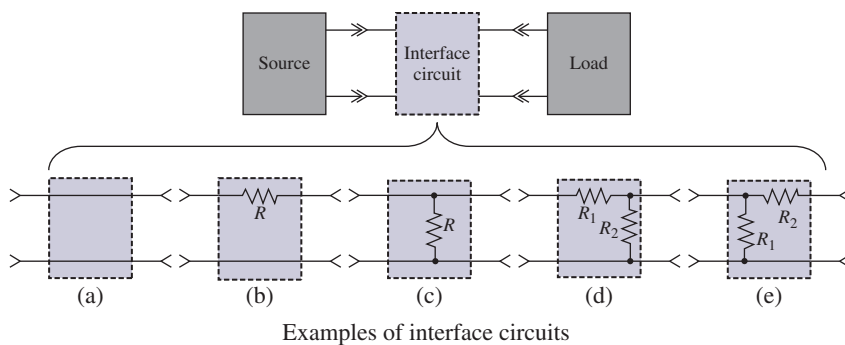 Source
Interface
circuit
Load
R
R
R1
R2
R1
R2
(a)
(b)
(c)
(d)
(e)
Examples of interface circuits